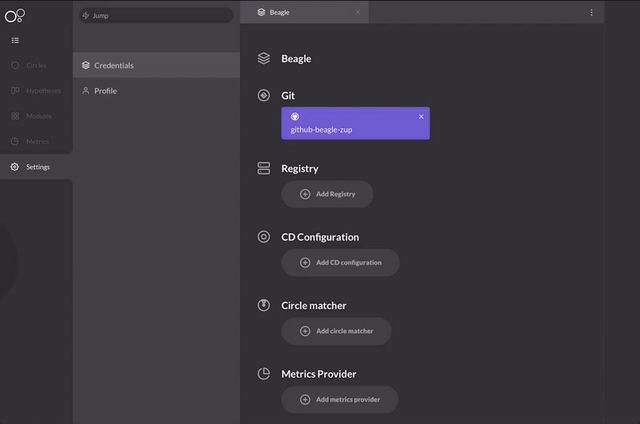 Jump
Beagle
Circles
Hypotheses
Modules
Metrics
Settings
Credentials
Profile
Beagle
Git
github-beagle-zup
Registry
Add Registry
CD Configuration
Add CD configuration
Circle matcher
Add circle matcher
Metrics Provider
Add metrics provider